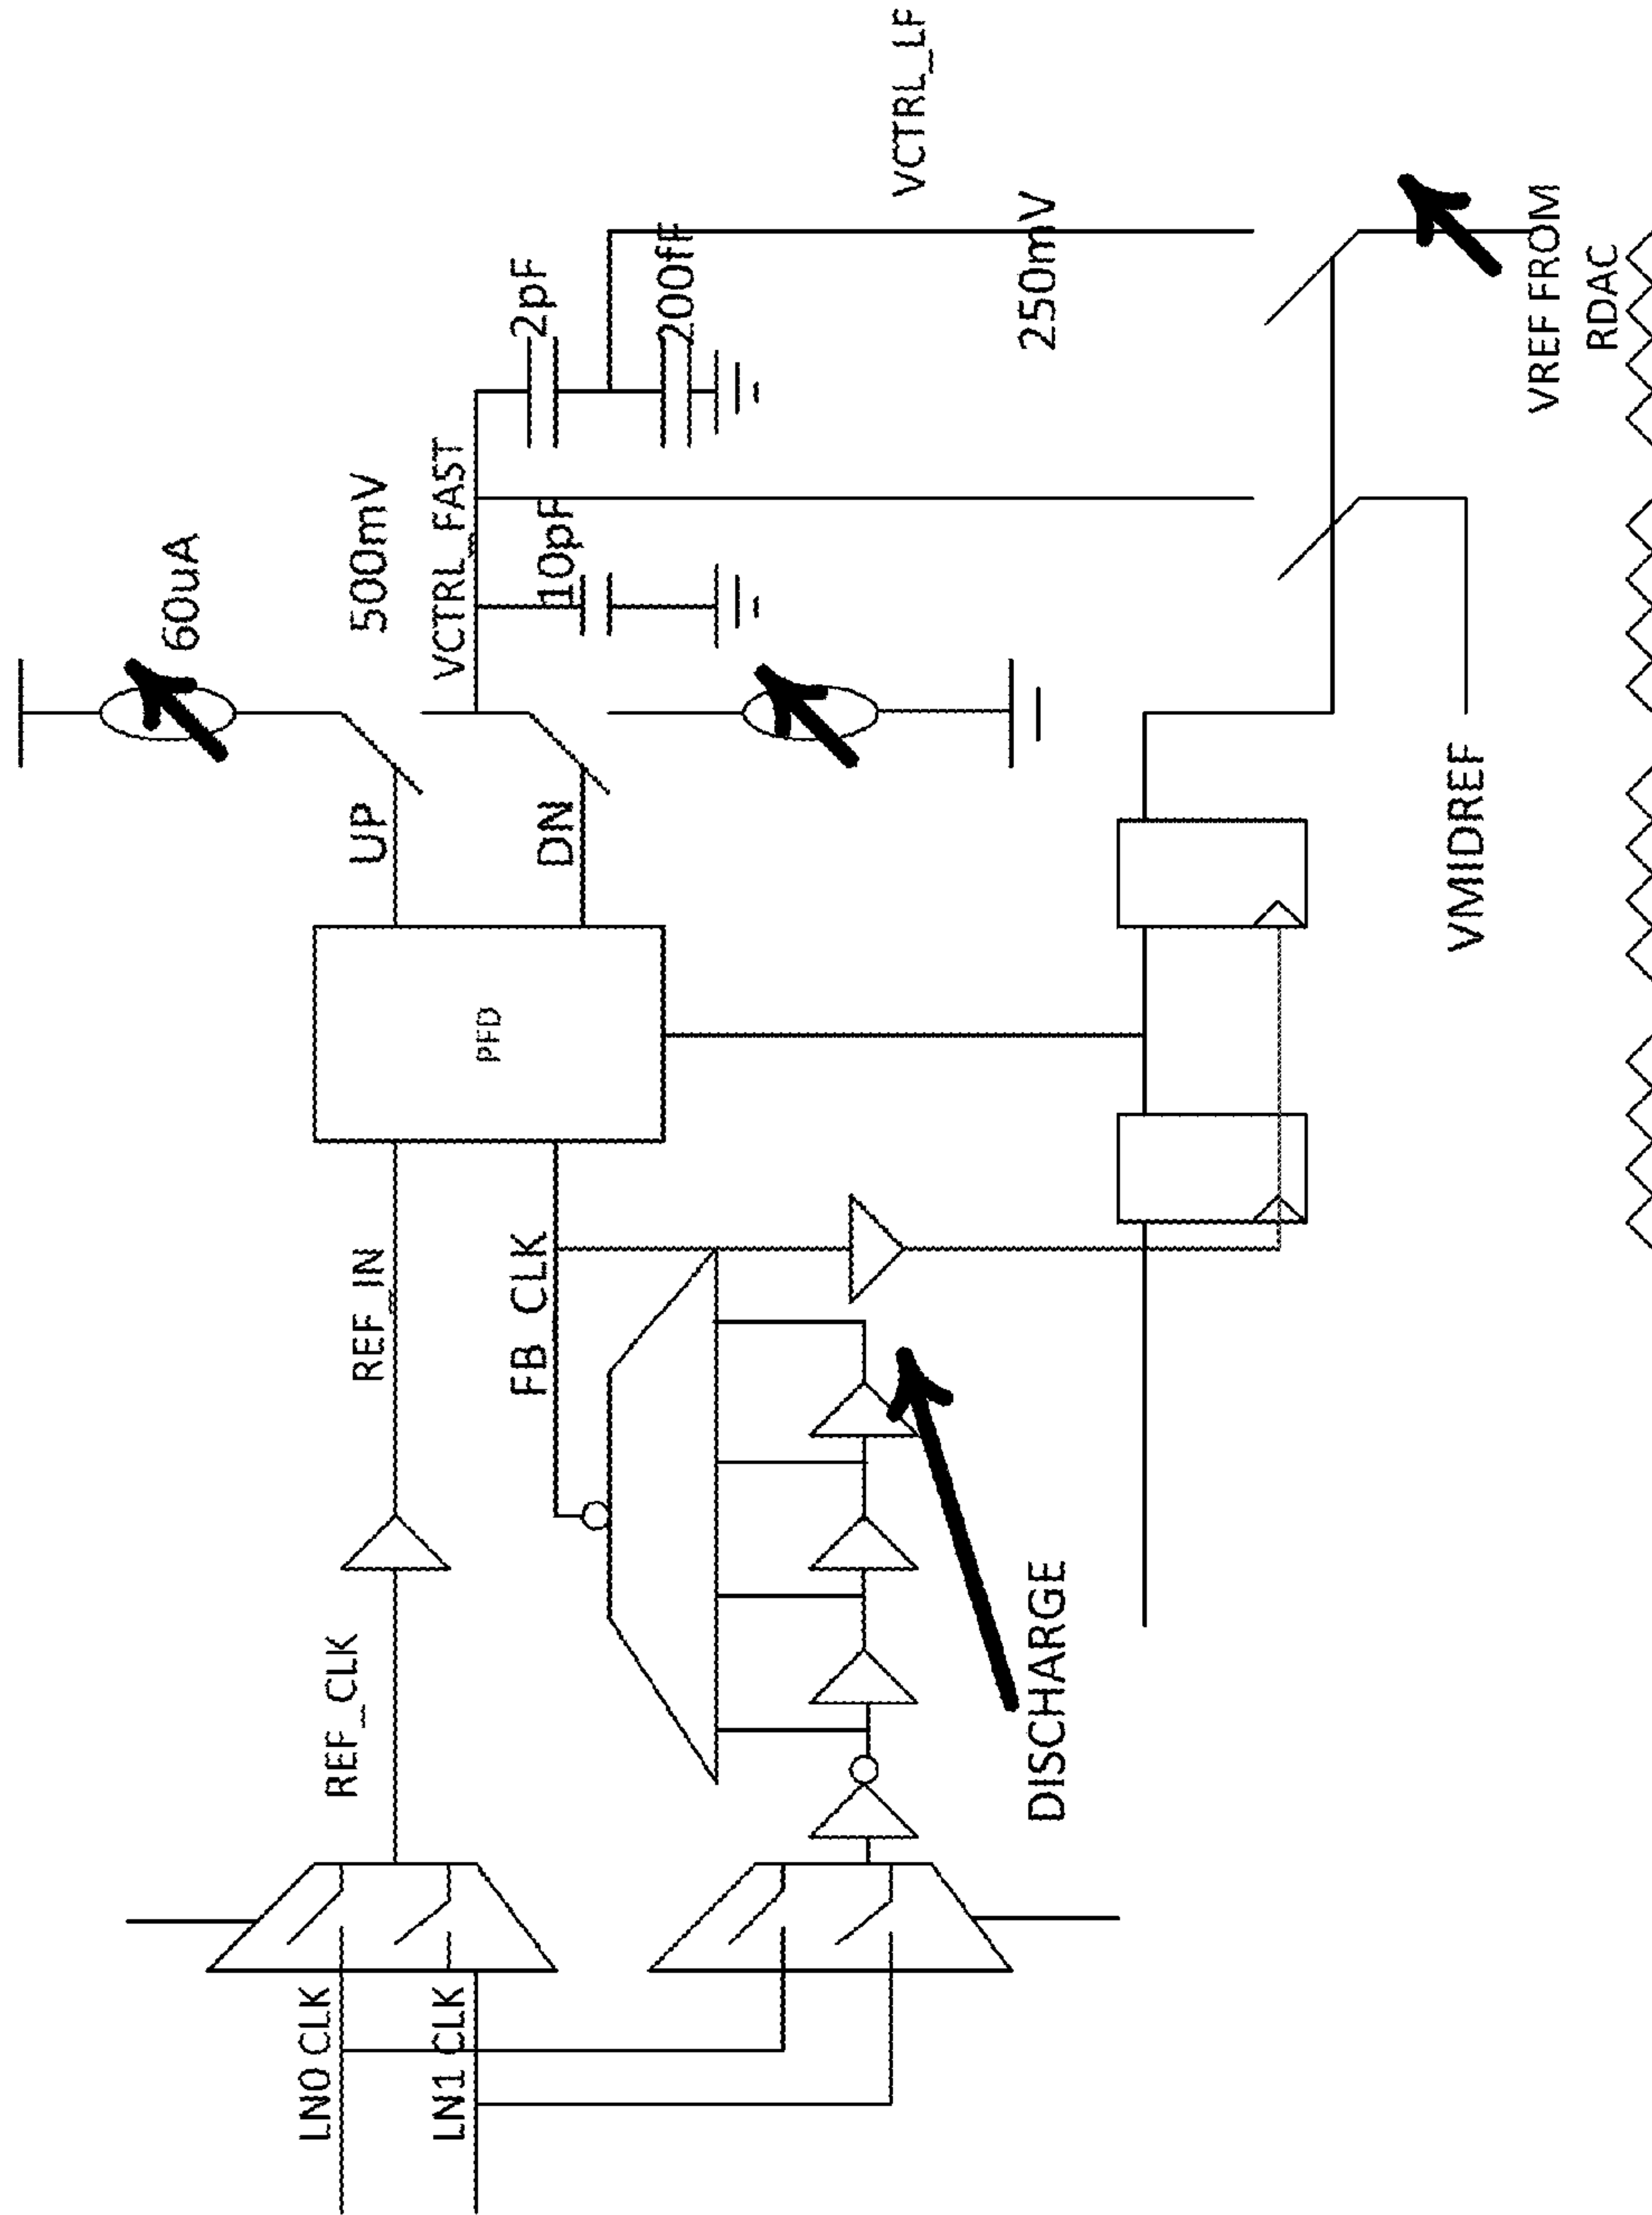 LN0 CLK
LN1 CLK
REF_CLK
REF_IN
FB CLK
DISCHARGE
PFD
UP
DN
60uA
500mV
VCTRL_FAST
10pF
2pF
200fF
VCTRL_LF
250mV
VMIDREF
VREF FROM
RDAC